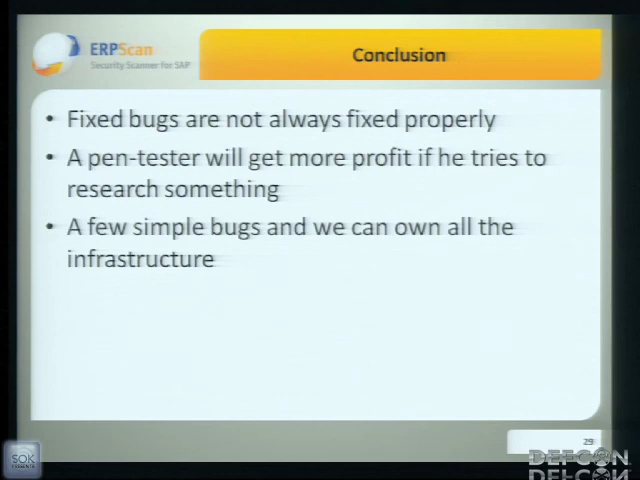 ERPScan
Security Scanner for SAP
Conclusion
• Fixed bugs are not always fixed properly
• A pen-tester will get more profit if he tries to
research something
• A few simple bugs and we can own all the
infrastructure
29
SOK
DEFCON
DEFCON